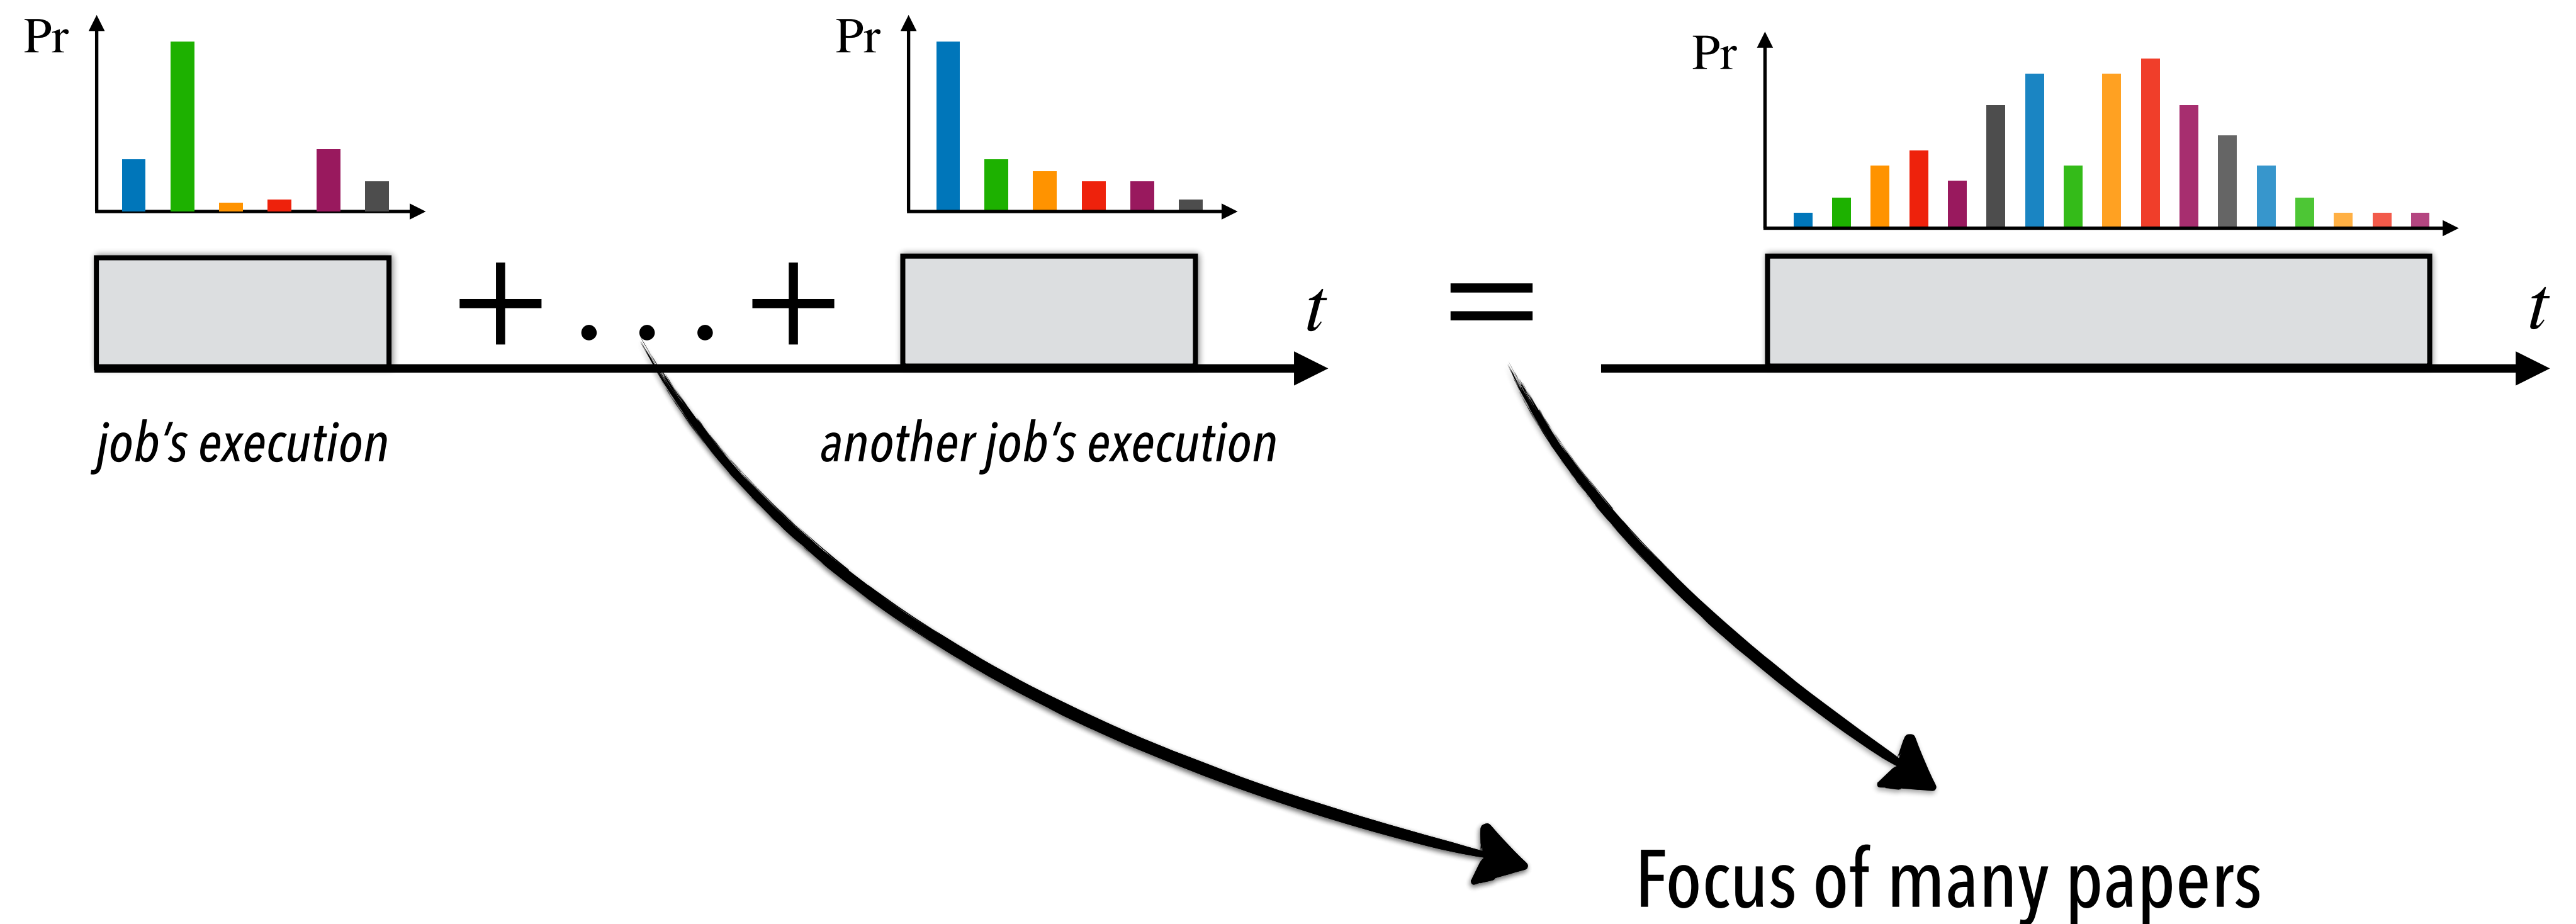 Pr
Pr
Pr
+ . . . +
t
=
t
job's execution
another job's execution
Focus of many papers